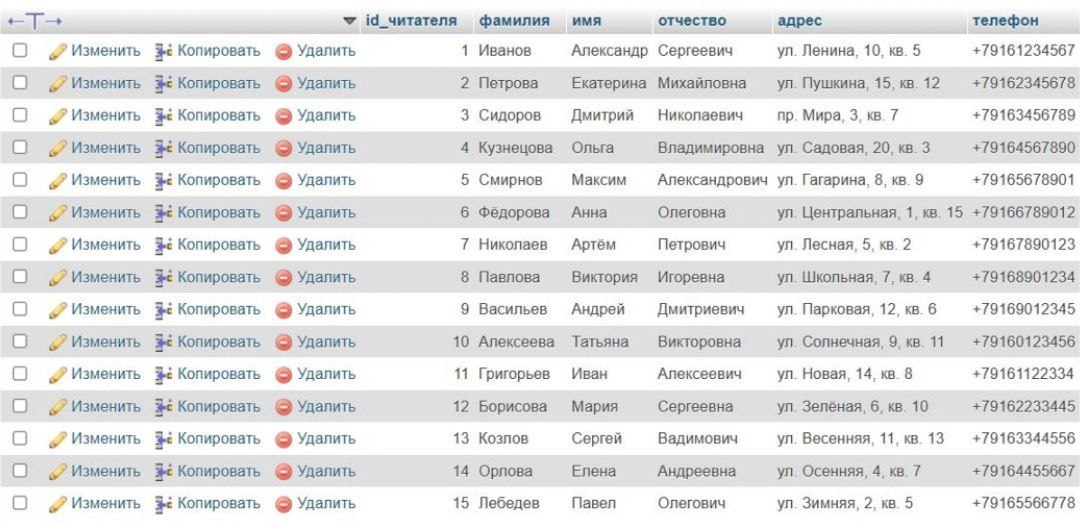 id_читателя фамилия имя отчество адрес телефон
Изменить Копировать Удалить 1 Иванов Александр Сергеевич ул. Ленина, 10, кв. 5 +79161234567
Изменить Копировать Удалить 2 Петрова Екатерина Михайловна ул. Пушкина, 15, кв. 12 +79162345678
Изменить Копировать Удалить 3 Сидоров Дмитрий Николаевич пр. Мира, 3, кв. 7 +79163456789
Изменить Копировать Удалить 4 Кузнецова Ольга Владимировна ул. Садовая, 20, кв. 3 +79164567890
Изменить Копировать Удалить 5 Смирнов Максим Александрович ул. Гагарина, 8, кв. 9 +79165678901
Изменить Копировать Удалить 6 Фёдорова Анна Олеговна ул. Центральная, 1, кв. 15 +79166789012
Изменить Копировать Удалить 7 Николаев Артём Петрович ул. Лесная, 5, кв. 2 +79167890123
Изменить Копировать Удалить 8 Павлова Виктория Игоревна ул. Школьная, 7, кв. 4 +79168901234
Изменить Копировать Удалить 9 Васильев Андрей Дмитриевич ул. Парковая, 12, кв. 6 +79169012345
Изменить Копировать Удалить 10 Алексеева Татьяна Викторовна ул. Солнечная, 9, кв. 11 +79160123456
Изменить Копировать Удалить 11 Григорьев Иван Алексеевич ул. Новая, 14, кв. 8 +79161122334
Изменить Копировать Удалить 12 Борисова Мария Сергеевна ул. Зелёная, 6, кв. 10 +79162233445
Изменить Копировать Удалить 13 Козлов Сергей Вадимович ул. Весенняя, 11, кв. 13 +79163344556
Изменить Копировать Удалить 14 Орлова Елена Андреевна ул. Осенняя, 4, кв. 7 +79164455667
Изменить Копировать Удалить 15 Лебедев Павел Олегович ул. Зимняя, 2, кв. 5 +79165566778